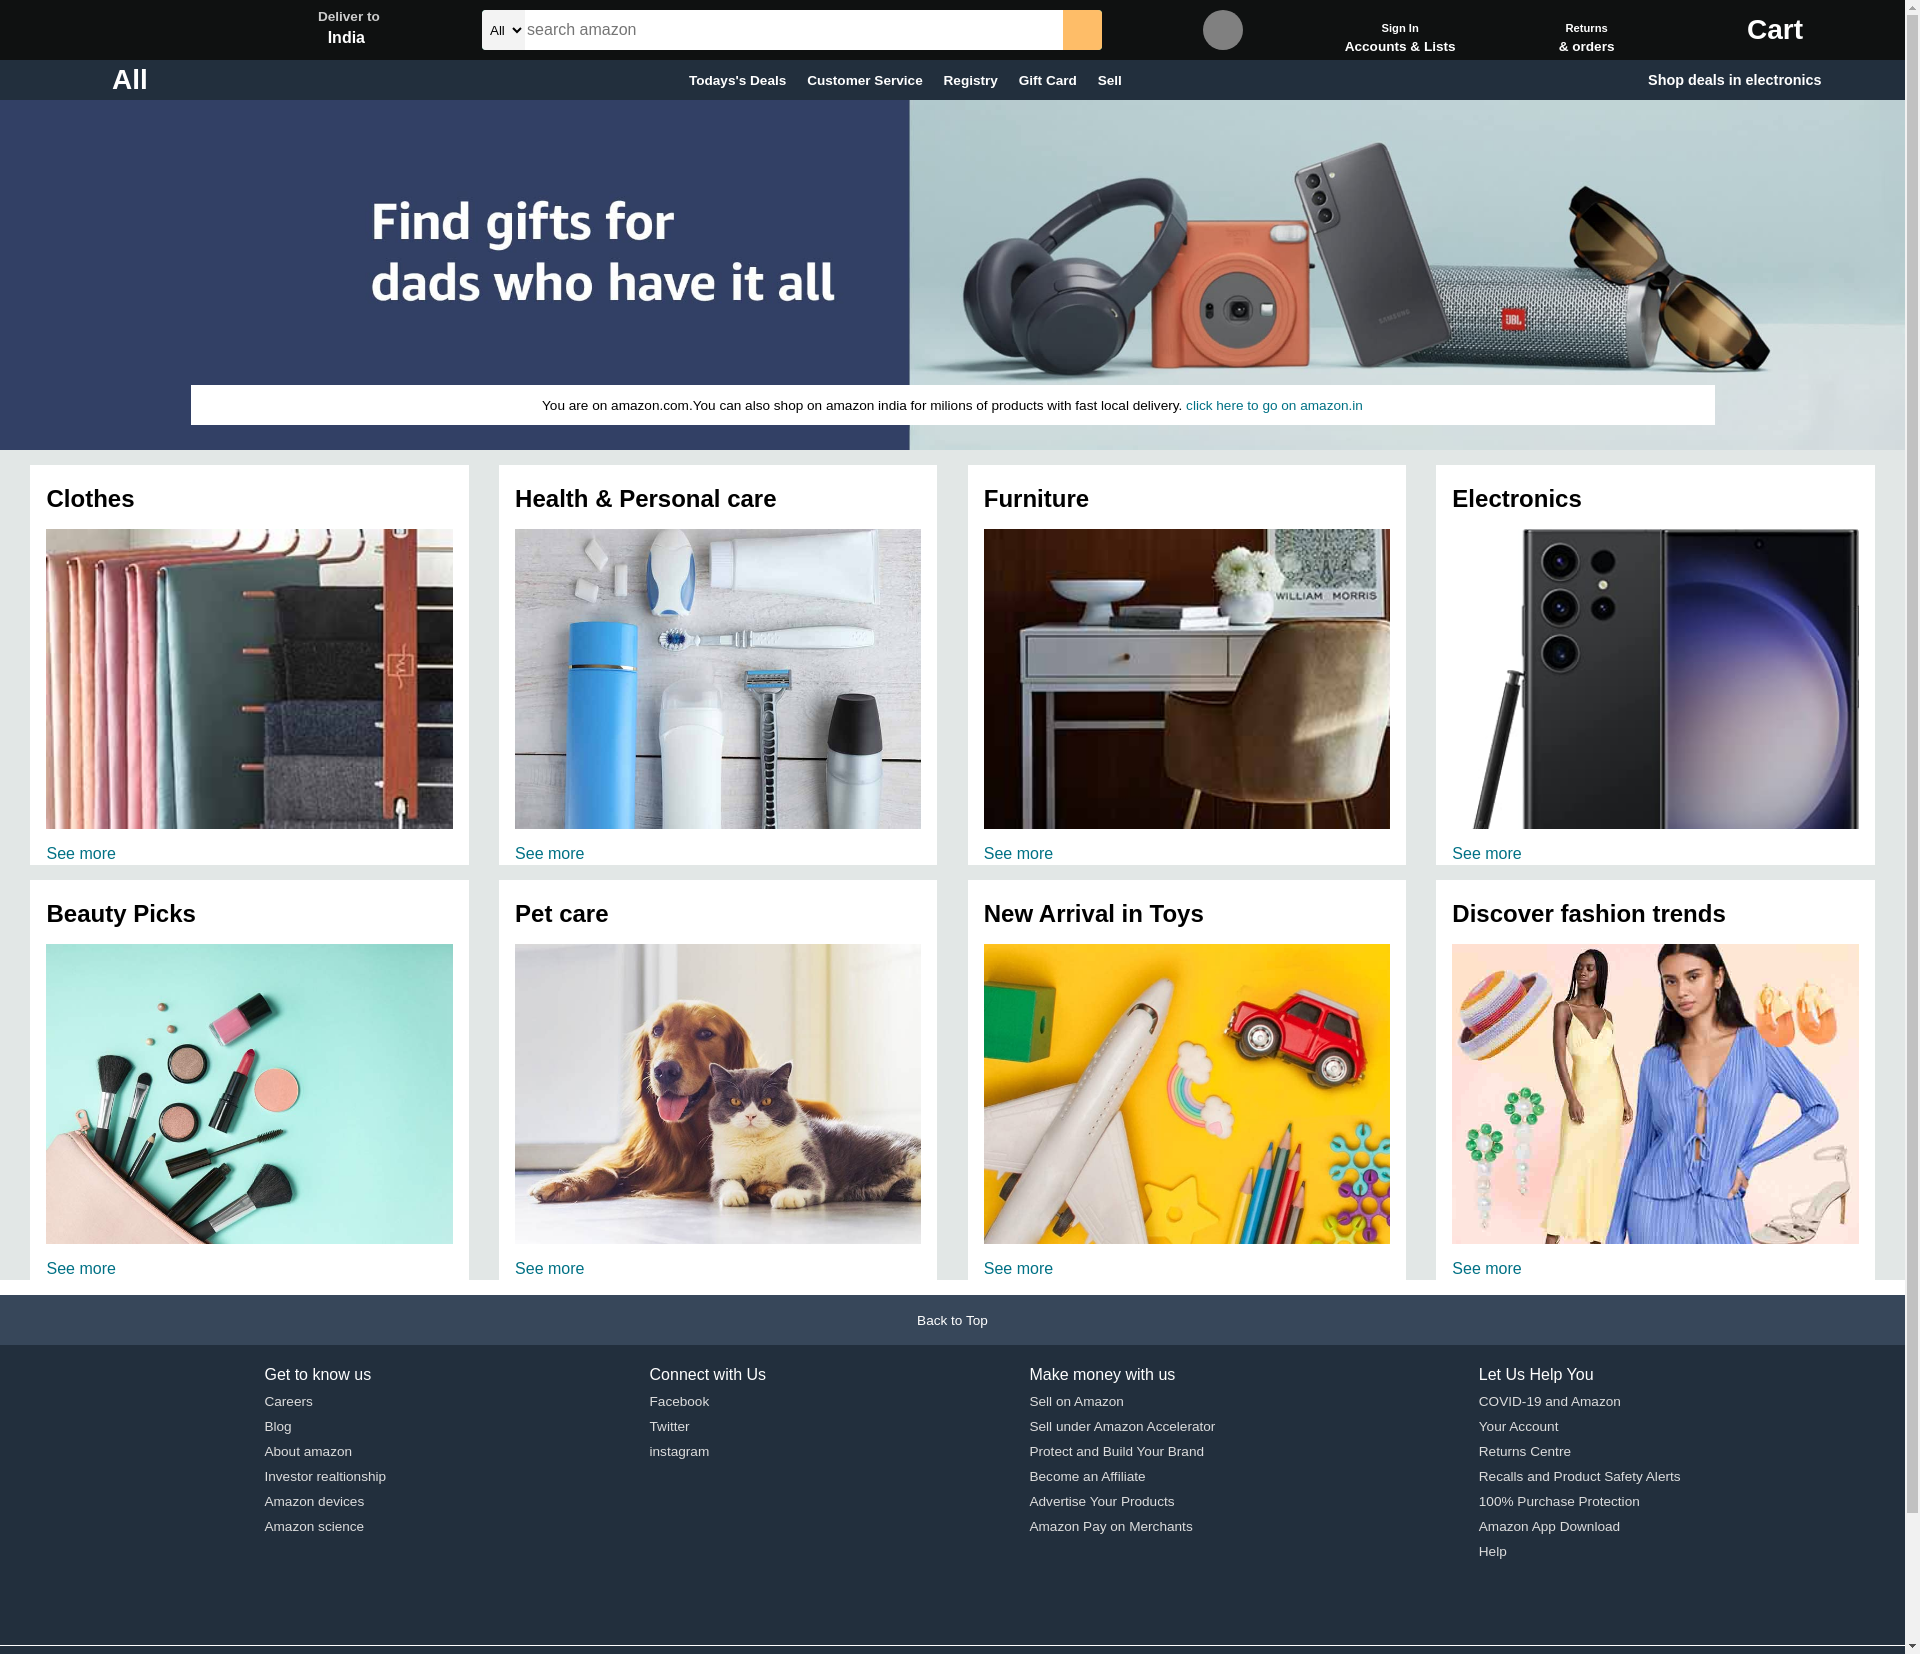 Deliver to
India
All
search amazon
Sign In
Accounts & Lists
Returns
& orders
Cart
All
Todays's Deals
Customer Service
Registry
Gift Card
Sell
Shop deals in electronics
Find gifts for
dads who have it all
SAMSUNG
JBL
You are on amazon.com.You can also shop on amazon india for milions of products with fast local delivery. click here to go on amazon.in
Clothes
Health & Personal care
Furniture
Electronics
WILLIAM MORRIS
See more
See more
See more
See more
Beauty Picks
Pet care
New Arrival in Toys
Discover fashion trends
See more
See more
See more
See more
Back to Top
Get to know us
Careers
Blog
About amazon
Investor realtionship
Amazon devices
Amazon science
Connect with Us
Facebook
Twitter
instagram
Make money with us
Sell on Amazon
Sell under Amazon Accelerator
Protect and Build Your Brand
Become an Affiliate
Advertise Your Products
Amazon Pay on Merchants
Let Us Help You
COVID-19 and Amazon
Your Account
Returns Centre
Recalls and Product Safety Alerts
100% Purchase Protection
Amazon App Download
Help